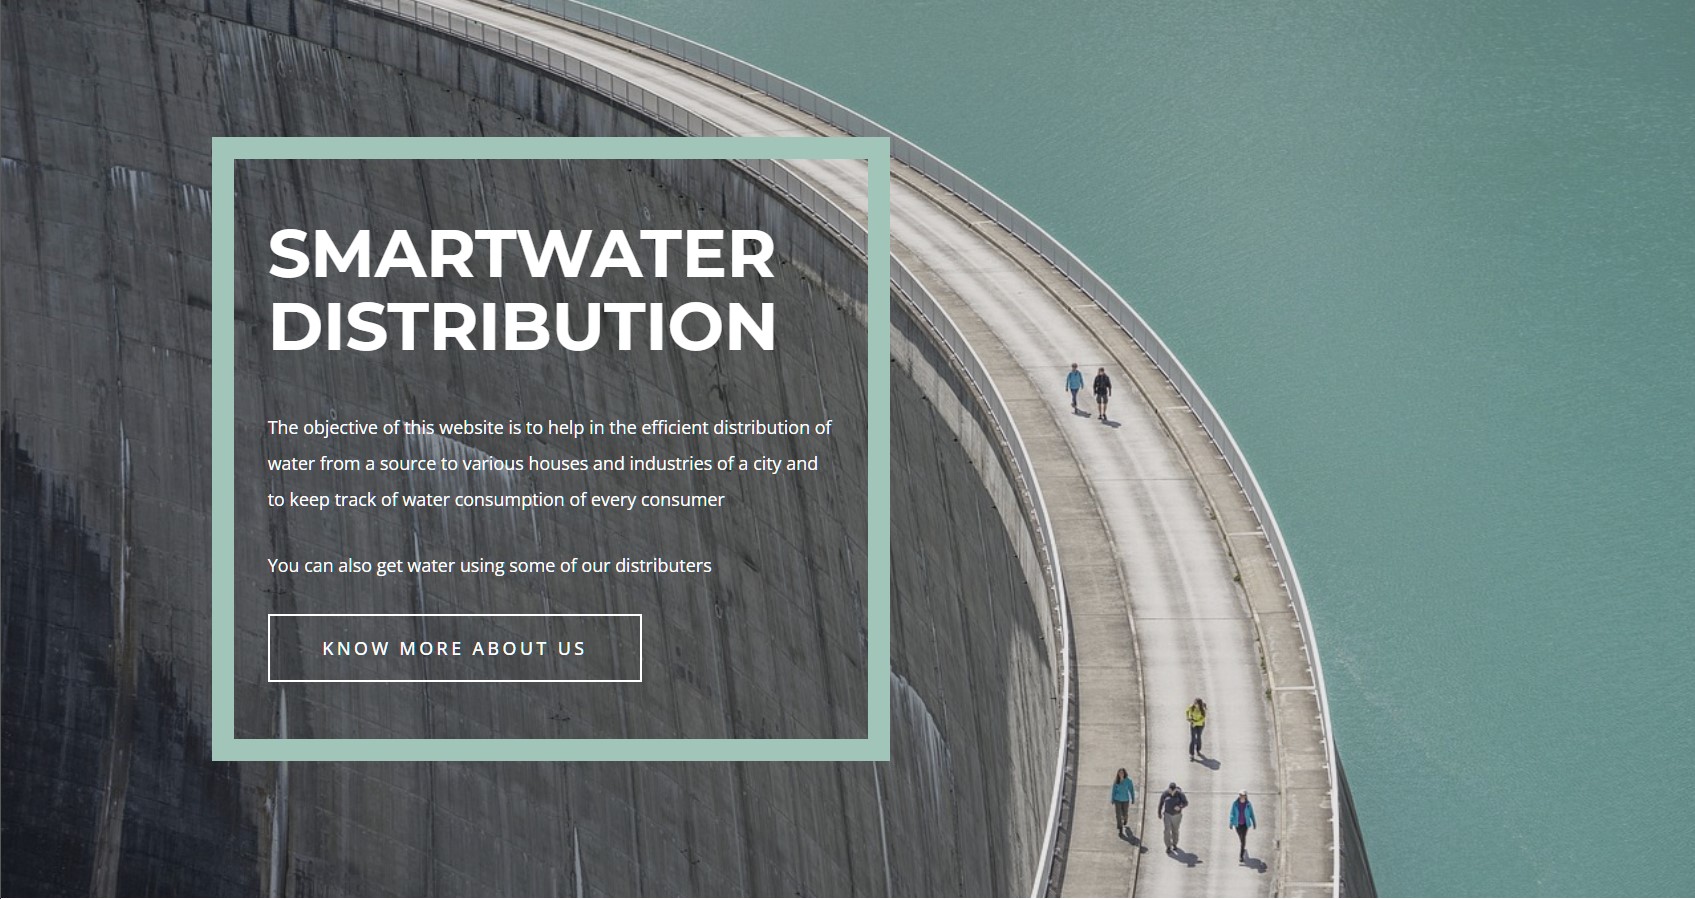 SMARTWATER
DISTRIBUTION
The objective of this website is to help in the efficient distribution of
water from a source to various houses and industries of a city and
to keep track of water consumption of every consumer
You can also get water using some of our distributers
KNOW MORE ABOUT US